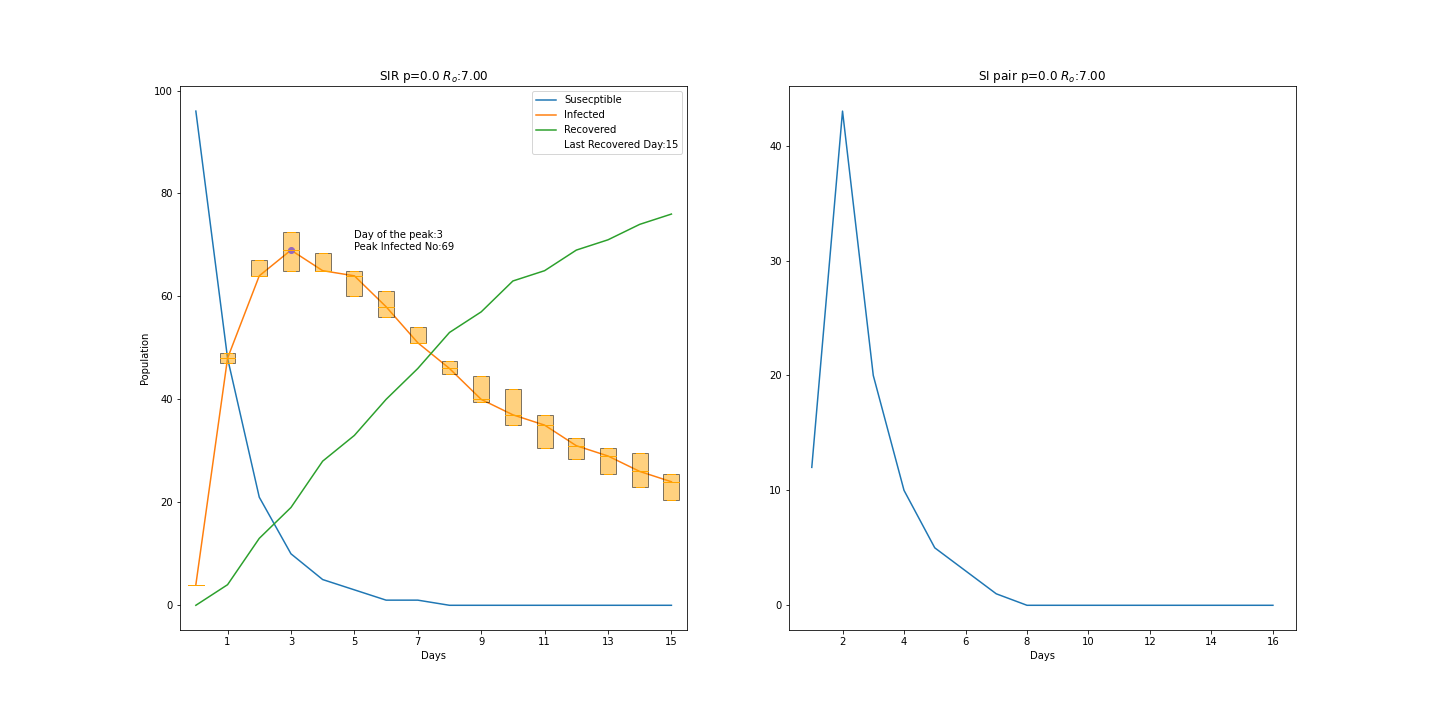 SIR p=0.0 Ro:7.00
Susecptible
Infected
Recovered
Last Recovered Day:15
Day of the peak:3
Peak Infected No:69
Population
100
80
60
40
20
0
1 3 5 7 9 11 13 15
Days
SI pair p=0.0 Ro:7.00
40
30
20
10
0
2 4 6 8 10 12 14 16
Days